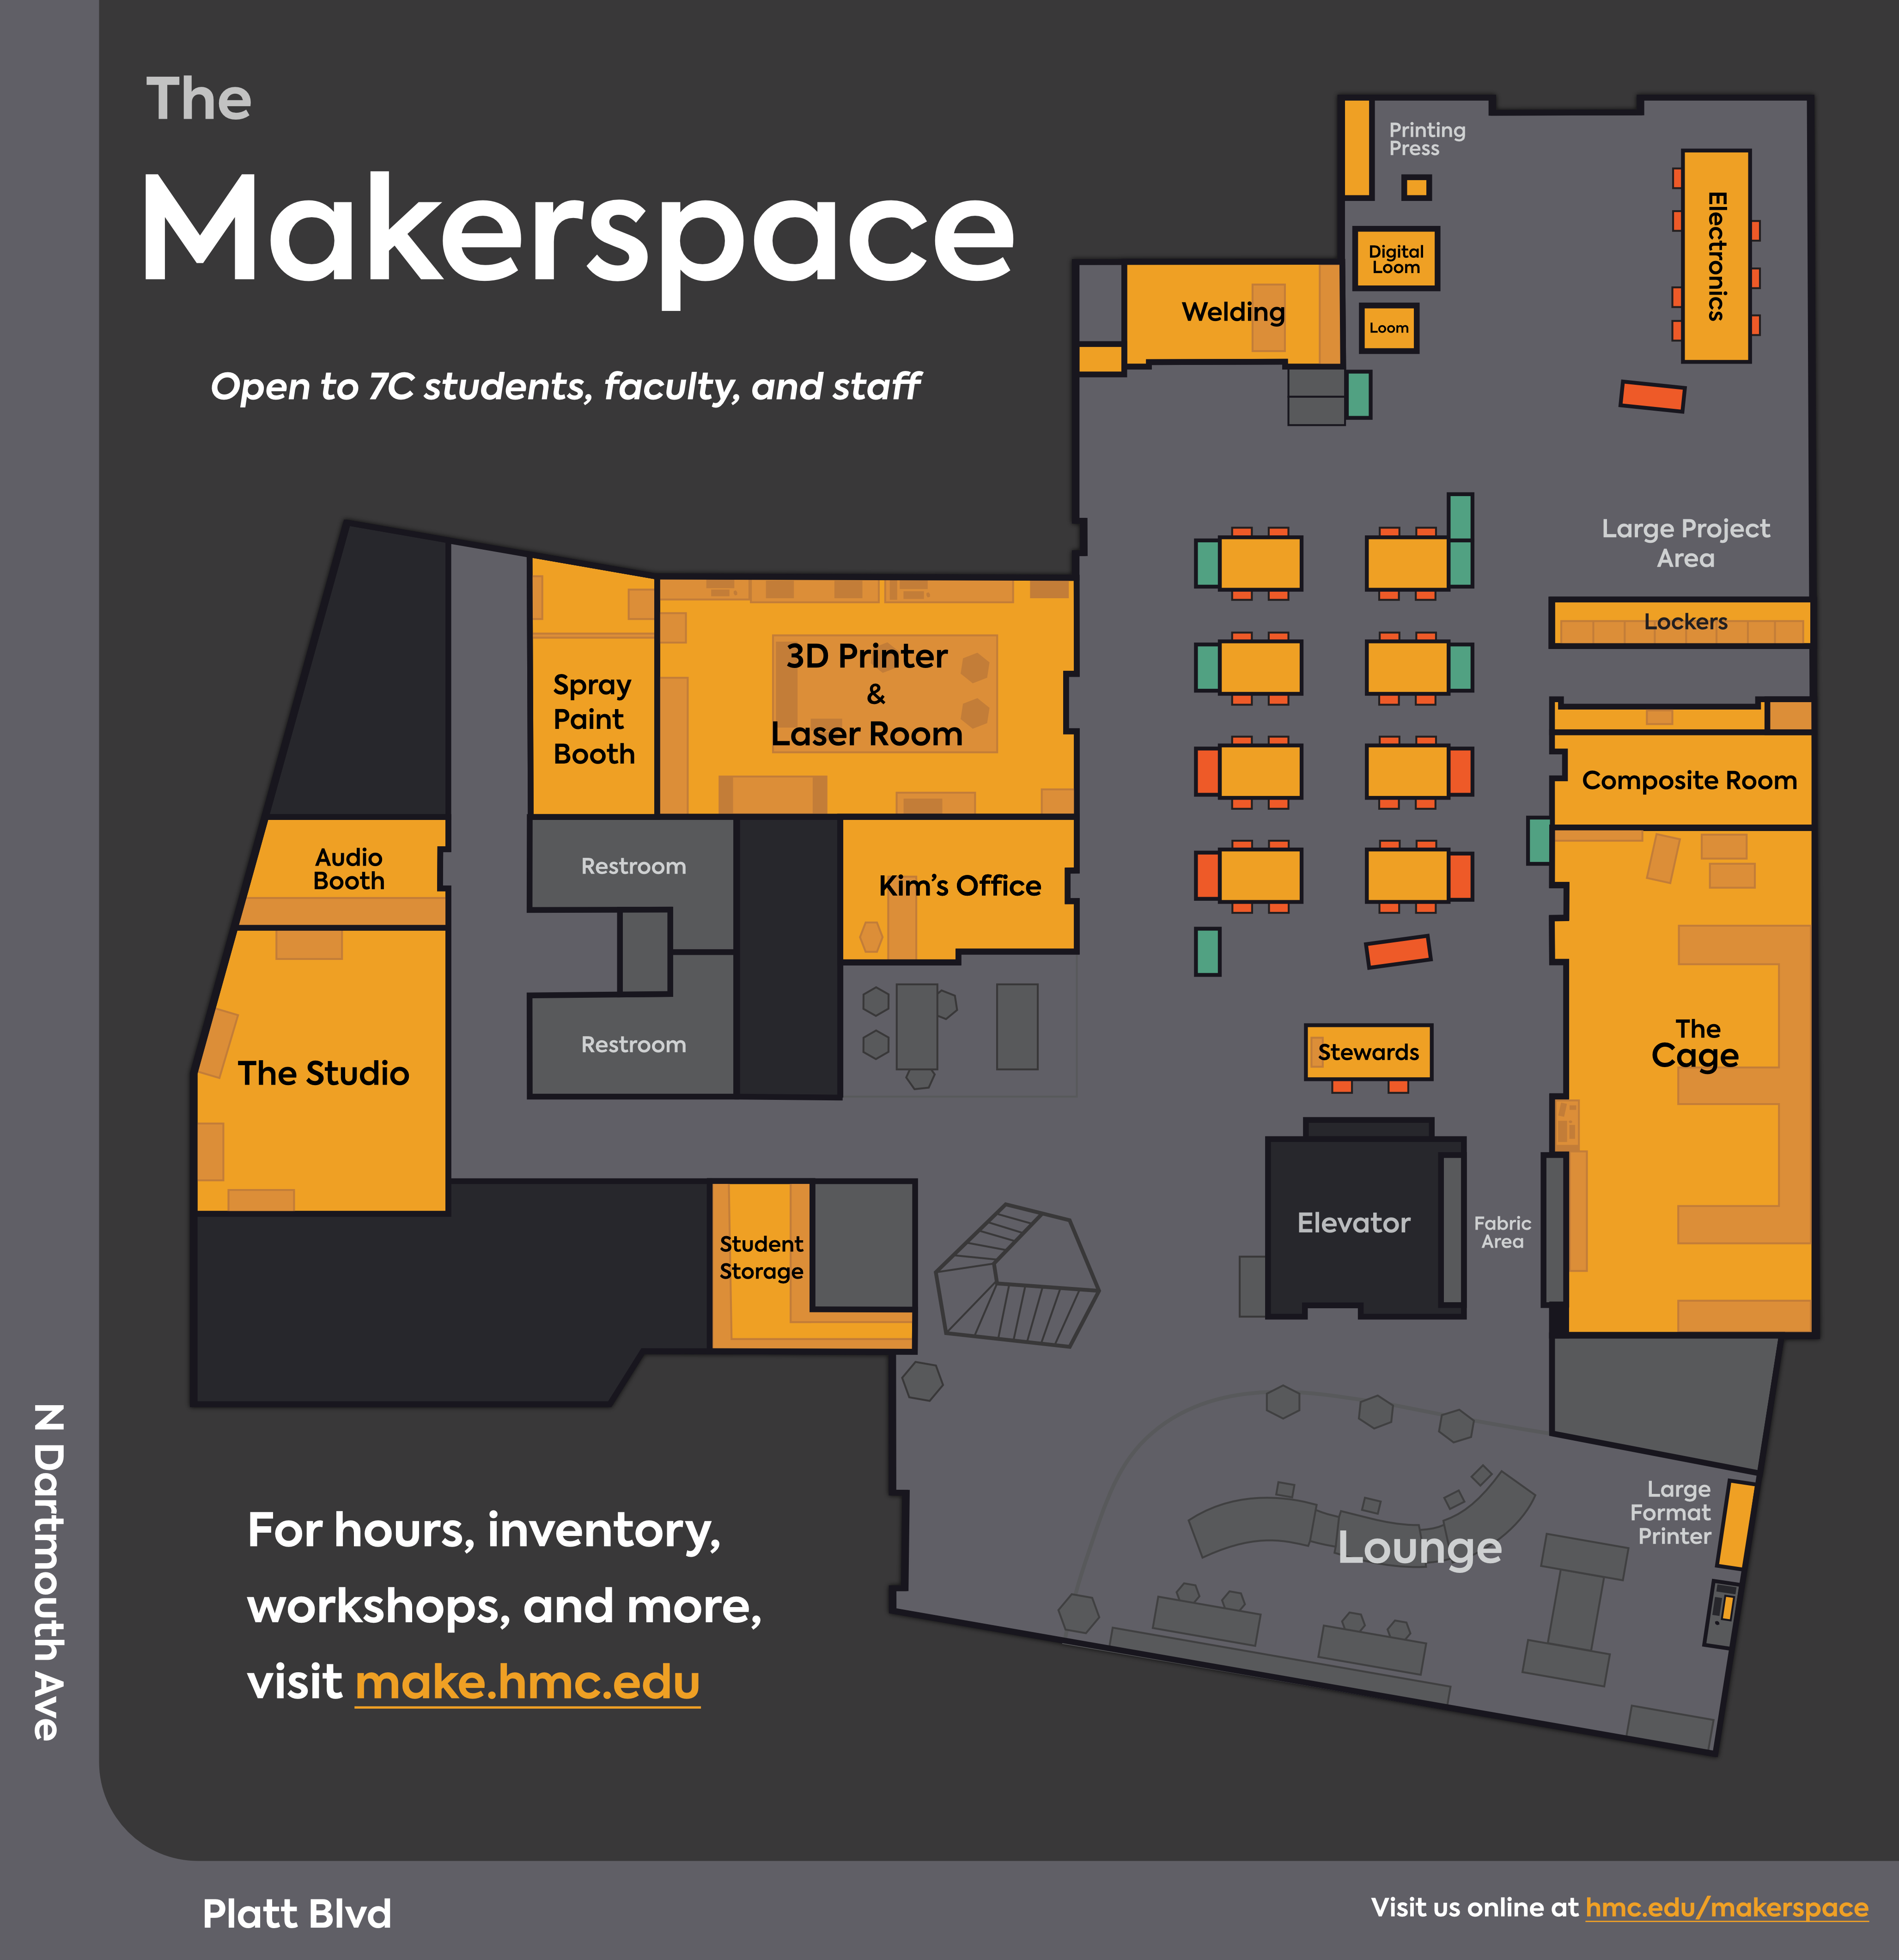 The
Makerspace
Open to 7C students, faculty, and staff
Printing
Press
Digital
Loom
Loom
Electronics
Welding
Large Project
Area
Lockers
Spray
Paint
Booth
3D Printer
&
Laser Room
Composite Room
Audio
Booth
Restroom
Kim's Office
The Studio
Restroom
Stewards
The
Cage
Student
Storage
Elevator
Fabric
Area
Large
Format
Printer
Lounge
For hours, inventory,
workshops, and more,
visit make.hmc.edu
N Dartmouth Ave
Platt Blvd
Visit us online at hmc.edu/makerspace